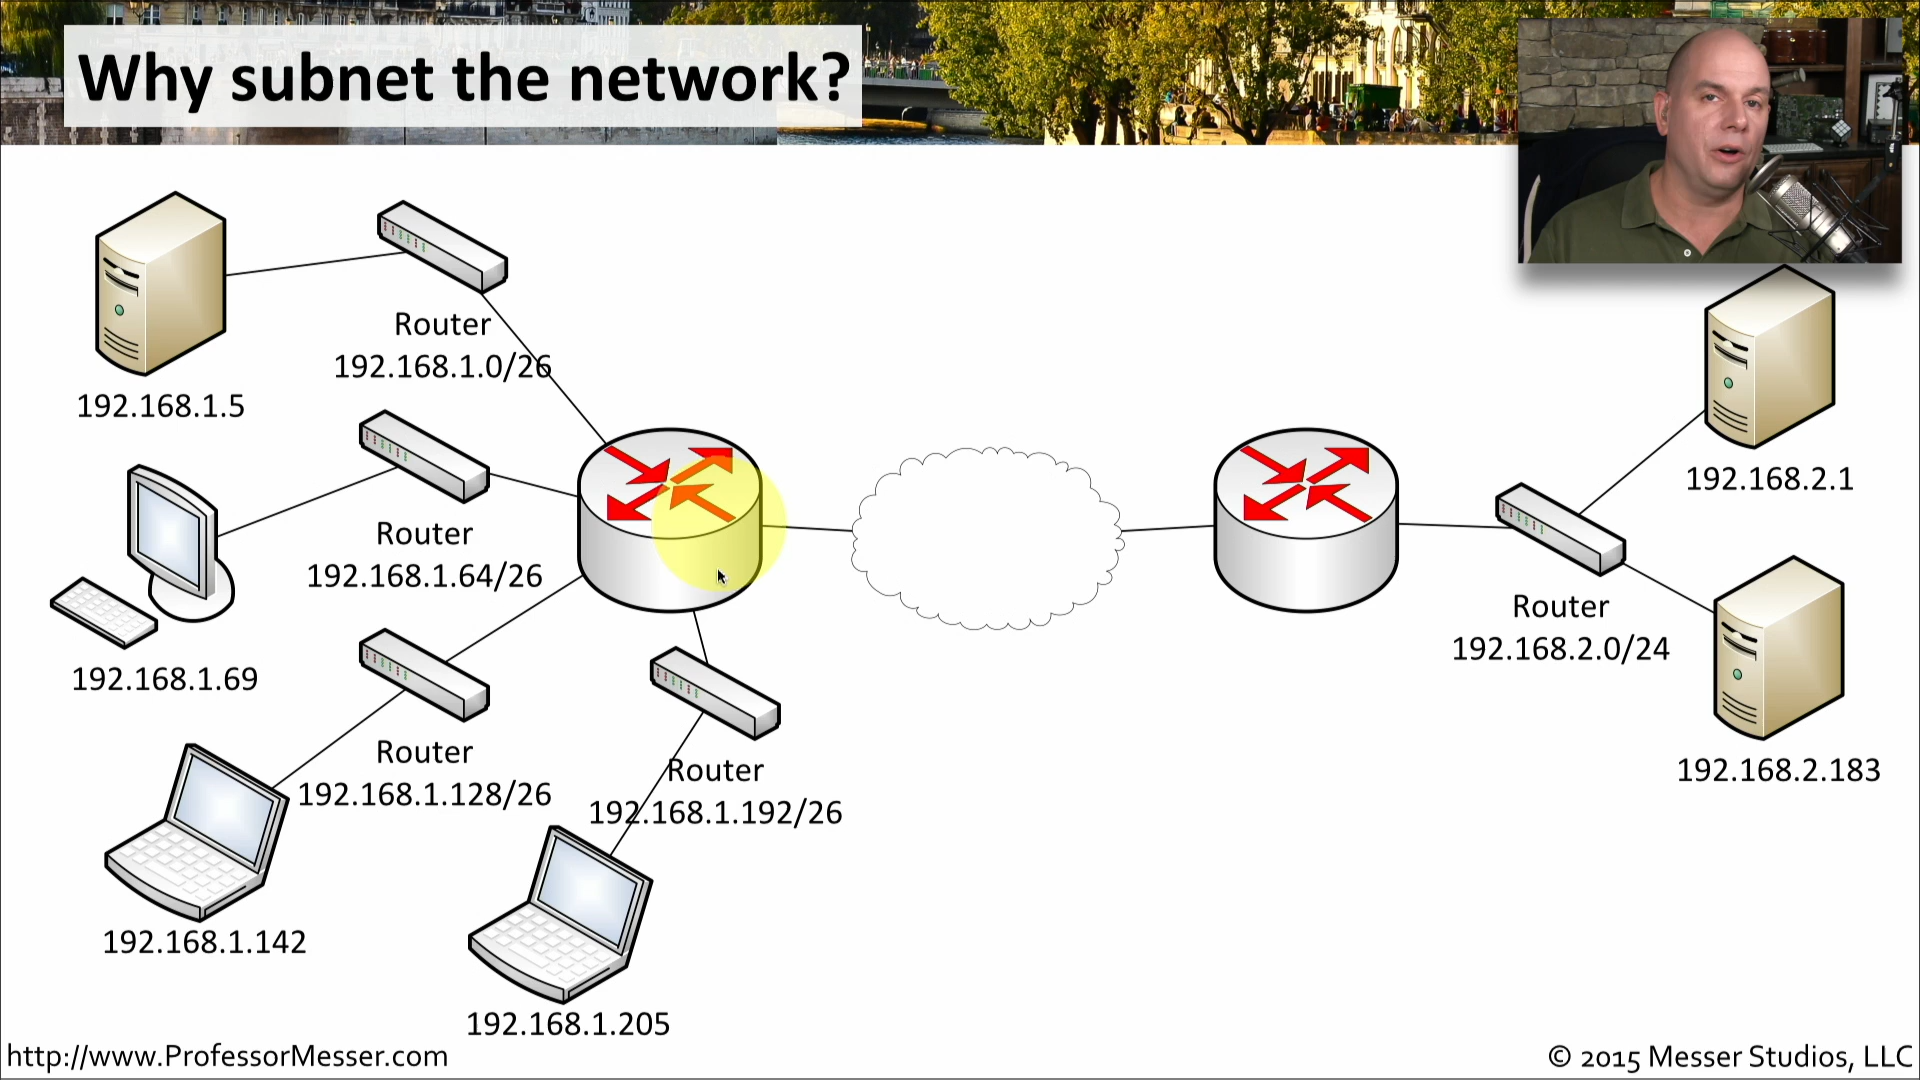 Why subnet the network?
Router
192.168.1.0/26
192.168.1.5
Router
192.168.1.64/26
192.168.1.69
Router
192.168.1.128/26
192.168.1.142
Router
192.168.1.192/26
192.168.1.205
192.168.2.1
Router
192.168.2.0/24
192.168.2.183
http://www.ProfessorMesser.com
© 2015 Messer Studios, LLC